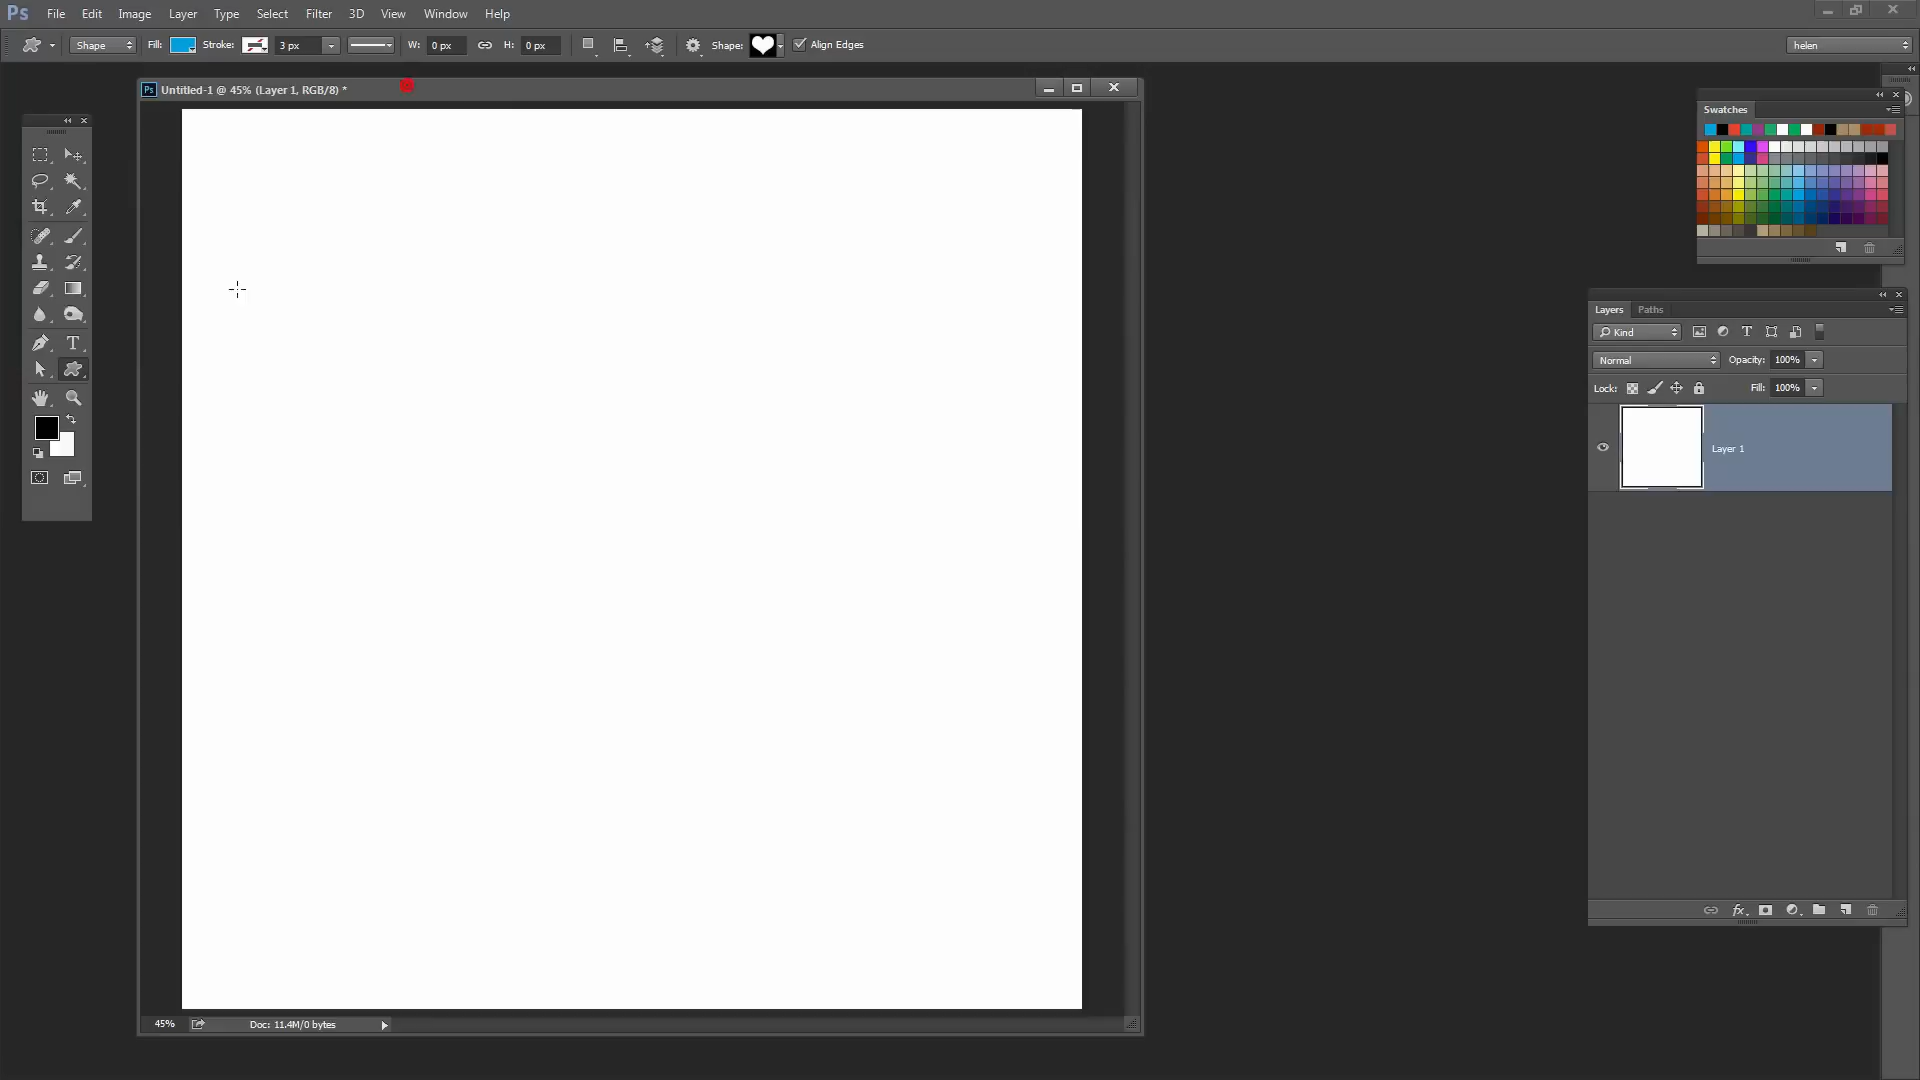 Ps File Edit Image Layer Type Select Filter 3D View Window Help
Shape Fill: Stroke: 3 px W: 0 px H: 0 px Shape: Align Edges helen
Ps Untitled-1 @ 45% (Layer 1, RGB/8) *
Swatches
Layers Paths
Kind
Normal Opacity: 100%
Lock: Fill: 100%
Layer 1
fx
45% Doc: 11.4M/0 bytes